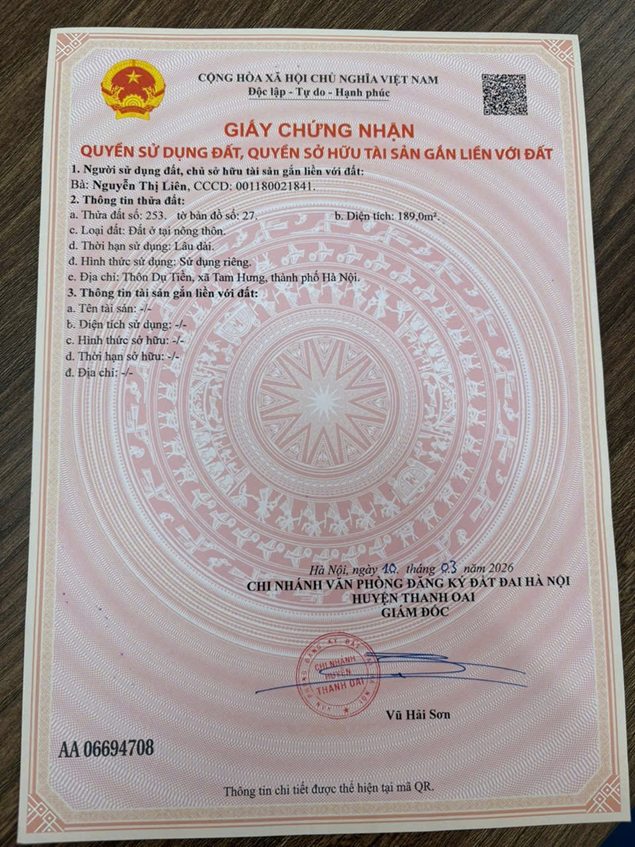 CỘNG HÒA XÃ HỘI CHỦ NGHĨA VIỆT NAM
Độc lập - Tự do - Hạnh phúc
GIẤY CHỨNG NHẬN
QUYỀN SỬ DỤNG ĐẤT, QUYỀN SỞ HỮU TÀI SẢN GẮN LIỀN VỚI ĐẤT
1. Người sử dụng đất, chủ sở hữu tài sản gắn liền với đất:
Bà: Nguyễn Thị Liên, CCCD: 001180021841.
2. Thông tin thửa đất:
a. Thửa đất số: 253. tờ bản đồ số: 27. b. Diện tích: 189,0m².
c. Loại đất: Đất ở tại nông thôn.
d. Thời hạn sử dụng: Lâu dài.
đ. Hình thức sử dụng: Sử dụng riêng.
e. Địa chỉ: Thôn Dụ Tiền, xã Tam Hưng, thành phố Hà Nội.
3. Thông tin tài sản gắn liền với đất:
a. Tên tài sản: -/-
b. Diện tích sử dụng: -/-
c. Hình thức sở hữu: -/-
d. Thời hạn sở hữu: -/-
đ. Địa chỉ: -/-
Hà Nội, ngày 10 tháng 03 năm 2026
CHI NHÁNH VĂN PHÒNG ĐĂNG KÝ ĐẤT ĐAI HÀ NỘI
HUYỆN THANH OAI
GIÁM ĐỐC
CHI NHÁNH
HUYỆN
THANH OAI
Vũ Hải Sơn
AA 06694708
Thông tin chi tiết được thể hiện tại mã QR.